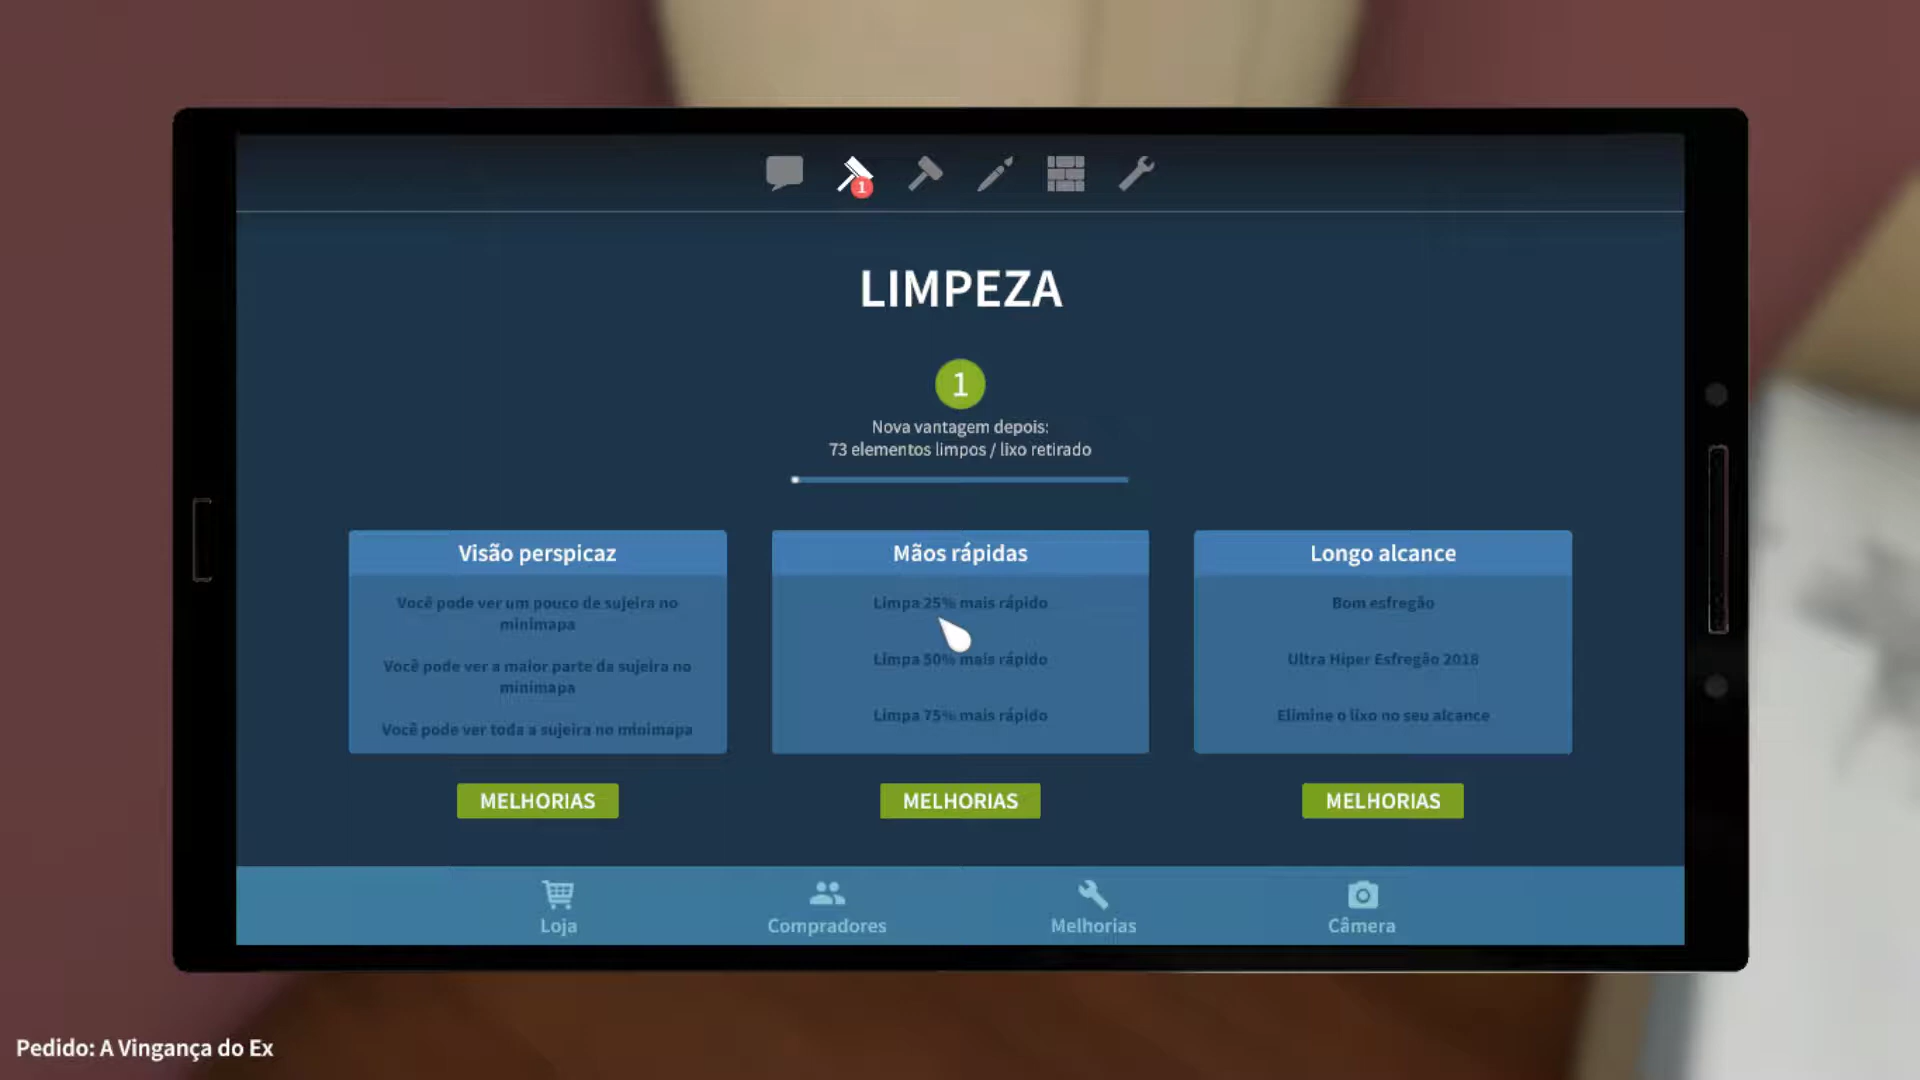 1
LIMPEZA
1
Nova vantagem depois:
73 elementos limpos / lixo retirado
Visão perspicaz
Você pode ver um pouco de sujeira no
minimapa
Você pode ver a maior parte da sujeira no
minimapa
Você pode ver toda a sujeira no minimapa
MELHORIAS
Mãos rápidas
Limpa 25% mais rápido
Limpa 50% mais rápido
Limpa 75% mais rápido
MELHORIAS
Longo alcance
Bom esfregão
Ultra Hiper Esfregão 2018
Elimine o lixo no seu alcance
MELHORIAS
Loja
Compradores
Melhorias
Câmera
Pedido: A Vingança do Ex